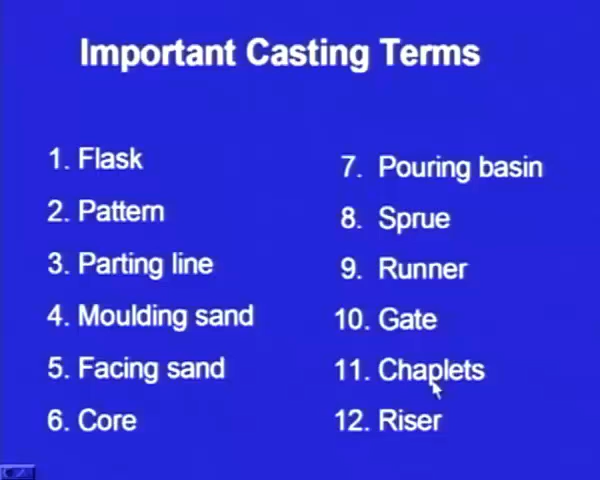 Important Casting Terms
1. Flask
2. Pattern
3. Parting line
4. Moulding sand
5. Facing sand
6. Core
7. Pouring basin
8. Sprue
9. Runner
10. Gate
11. Chaplets
12. Riser